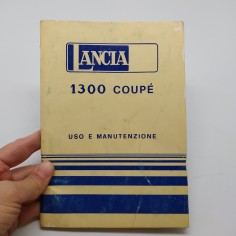 LANCIA
1300 COUPÉ
USO E MANUTENZIONE